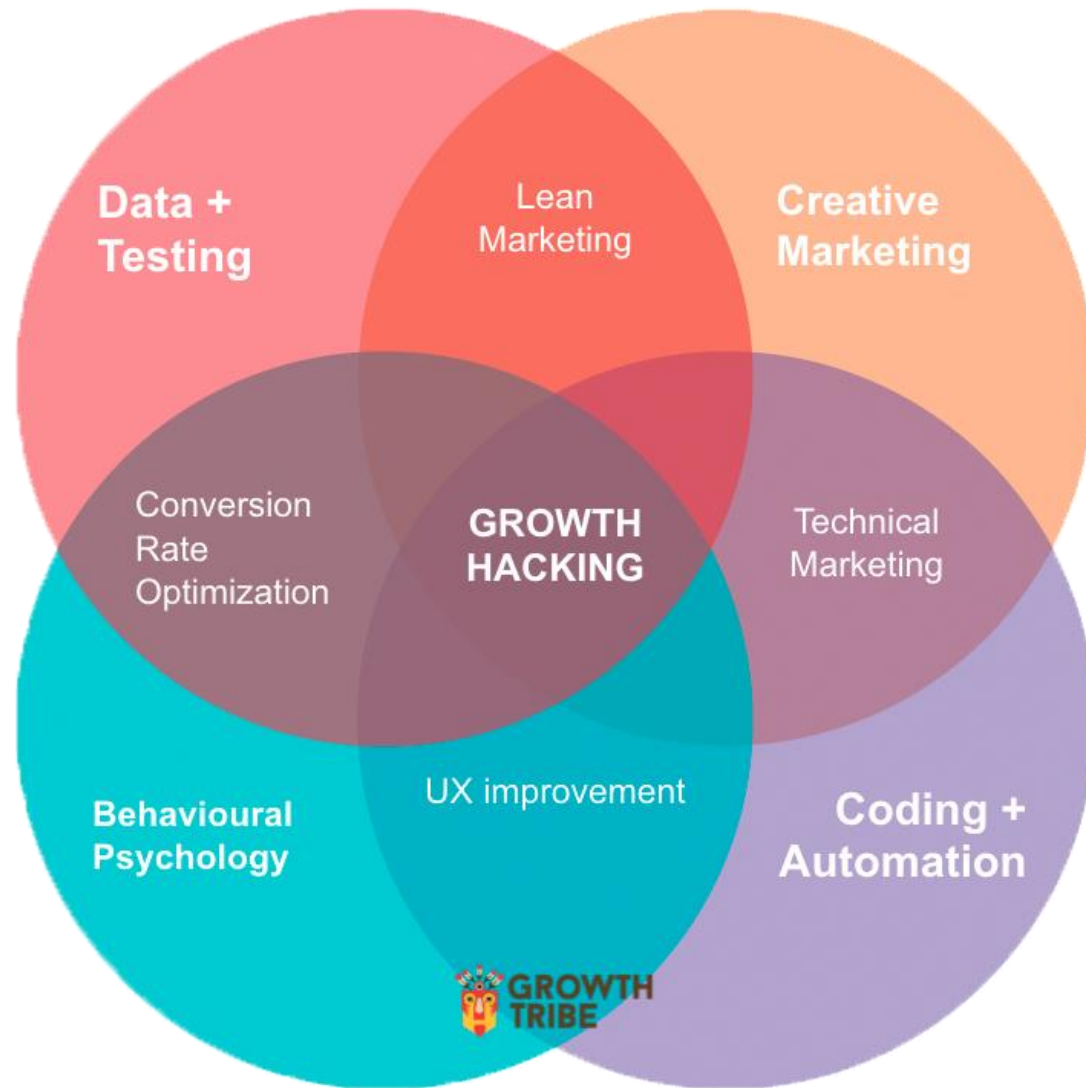 Data +
Testing
Lean
Marketing
Creative
Marketing
Conversion
Rate
Optimization
GROWTH
HACKING
Technical
Marketing
Behavioural
Psychology
UX improvement
Coding +
Automation
GROWTH
TRIBE